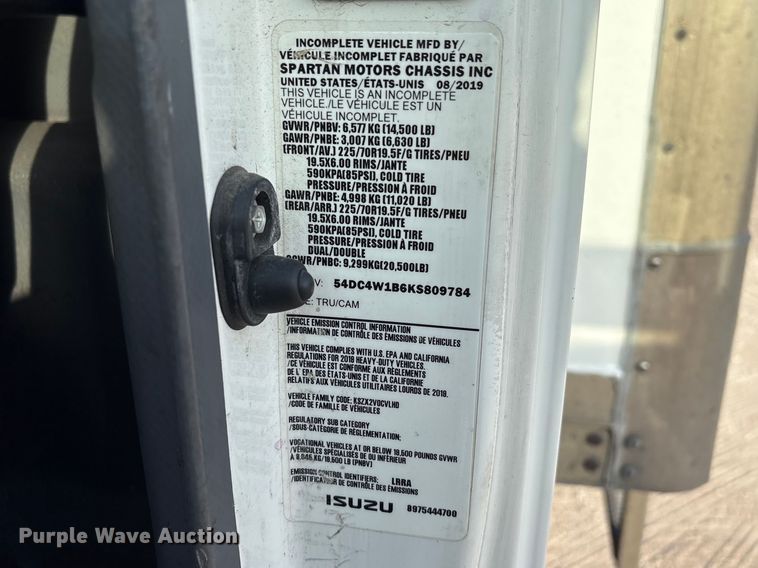 INCOMPLETE VEHICLE MFD BY/
VÉHICULE INCOMPLET FABRIQUÉ PAR
SPARTAN MOTORS CHASSIS INC
UNITED STATES/ÉTATS-UNIS 08/2019
THIS VEHICLE IS AN INCOMPLETE
VEHICLE./LE VÉHICULE EST UN
VÉHICULE INCOMPLET.
GVWR/PNBV: 6,577 KG (14,500 LB)
GAWR/PNBE: 3,007 KG (6,630 LB)
(FRONT/AV.) 225/70R19.5F/G TIRES/PNEU
19.5X6.00 RIMS/JANTE
590KPA(85PSI), COLD TIRE
PRESSURE/PRESSION À FROID
GAWR/PNBE: 4,998 KG (11,020 LB)
(REAR/ARR.) 225/70R19.5F/G TIRES/PNEU
19.5X6.00 RIMS/JANTE
590KPA(85PSI), COLD TIRE
PRESSURE/PRESSION À FROID
DUAL/DOUBLE
GCWR/PNBC: 9,299KG(20,500LB)
V: 54DC4W1B6KS809784
E: TRU/CAM
VEHICLE EMISSION CONTROL INFORMATION
/INFORMATION DE CONTRÔLE DES ÉMISSIONS DE VÉHICULES
THIS VEHICLE COMPLIES WITH U.S. EPA AND CALIFORNIA
REGULATIONS FOR 2019 HEAVY-DUTY VEHICLES.
/CE VÉHICULE EST CONFORME AUX RÈGLEMENTS
DE L' EPA DES ÉTATS-UNIS ET DE LA CALIFORNIE
RELATIFS AUX VÉHICULES UTILITAIRES LOURDS DE 2019.
VEHICLE FAMILY CODE: KSZX2VOCVLHD
/CODE DE FAMILLE DE VÉHICULES
REGULATORY SUB CATEGORY
/SOUS-CATÉGORIE DE RÉGLEMENTATION:
VOCATIONAL VEHICLES AT OR BELOW 19,500 POUNDS GVWR
/VÉHICULES SPÉCIALISÉS DE OU INFÉRIEUR
À 8,845 KG/19,500 LB (PNBV)
EMISSION CONTROL IDENTIFIERS: LRRA
/IDENTIFICATEUR DE CONTRÔLE DES ÉMISSIONS
ISUZU 8975444700
Purple Wave Auction